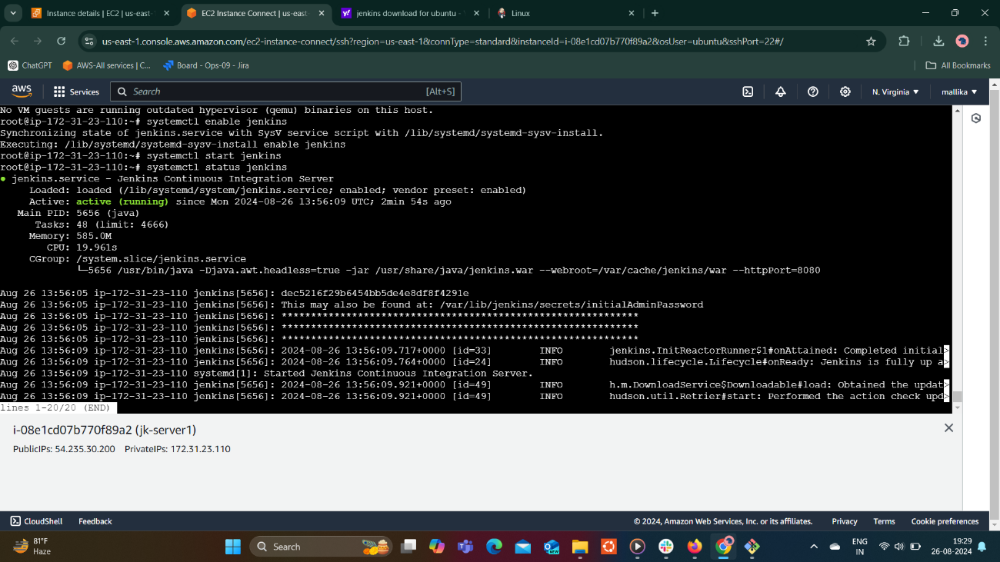 Instance details | EC2 | us-east-
EC2 Instance Connect | us-east-
jenkins download for ubuntu -
Linux
us-east-1.console.aws.amazon.com/ec2-instance-connect/ssh?region=us-east-1&connType=standard&instanceId=i-08e1cd07b770f89a2&osUser=ubuntu&sshPort=22#/
ChatGPT
AWS-All services | C...
Board - Ops-09 - Jira
All Bookmarks
aws
Services
Search
[Alt+S]
N. Virginia
mallika
No VM guests are running outdated hypervisor (qemu) binaries on this host.
root@ip-172-31-23-110:~# systemctl enable jenkins
Synchronizing state of jenkins.service with SysV service script with /lib/systemd/systemd-sysv-install.
Executing: /lib/systemd/systemd-sysv-install enable jenkins
root@ip-172-31-23-110:~# systemctl start jenkins
root@ip-172-31-23-110:~# systemctl status jenkins
● jenkins.service - Jenkins Continuous Integration Server
Loaded: loaded (/lib/systemd/system/jenkins.service; enabled; vendor preset: enabled)
Active: active (running) since Mon 2024-08-26 13:56:09 UTC; 2min 54s ago
Main PID: 5656 (java)
Tasks: 48 (limit: 4666)
Memory: 585.0M
CPU: 19.961s
CGroup: /system.slice/jenkins.service
└─5656 /usr/bin/java -Djava.awt.headless=true -jar /usr/share/java/jenkins.war --webroot=/var/cache/jenkins/war --httpPort=8080
Aug 26 13:56:05 ip-172-31-23-110 jenkins[5656]: dec5216f29b6454bb5de4e8df8f4291e
Aug 26 13:56:05 ip-172-31-23-110 jenkins[5656]: This may also be found at: /var/lib/jenkins/secrets/initialAdminPassword
Aug 26 13:56:05 ip-172-31-23-110 jenkins[5656]: *************************************************************
Aug 26 13:56:05 ip-172-31-23-110 jenkins[5656]: *************************************************************
Aug 26 13:56:05 ip-172-31-23-110 jenkins[5656]: *************************************************************
Aug 26 13:56:09 ip-172-31-23-110 jenkins[5656]: 2024-08-26 13:56:09.717+0000 [id=33] INFO jenkins.InitReactorRunner$1#onAttained: Completed initial>
Aug 26 13:56:09 ip-172-31-23-110 jenkins[5656]: 2024-08-26 13:56:09.764+0000 [id=24] INFO hudson.lifecycle.Lifecycle#onReady: Jenkins is fully up a>
Aug 26 13:56:09 ip-172-31-23-110 systemd[1]: Started Jenkins Continuous Integration Server.
Aug 26 13:56:09 ip-172-31-23-110 jenkins[5656]: 2024-08-26 13:56:09.921+0000 [id=49] INFO h.m.DownloadService$Downloadable#load: Obtained the updat>
Aug 26 13:56:09 ip-172-31-23-110 jenkins[5656]: 2024-08-26 13:56:09.921+0000 [id=49] INFO hudson.util.Retrier#start: Performed the action check upd>
lines 1-20/20 (END)
i-08e1cd07b770f89a2 (jk-server1)
PublicIPs: 54.235.30.200 PrivateIPs: 172.31.23.110
CloudShell
Feedback
© 2024, Amazon Web Services, Inc. or its affiliates.
Privacy
Terms
Cookie preferences
81°F
Haze
Search
NEW
ENG
IN
19:29
26-08-2024